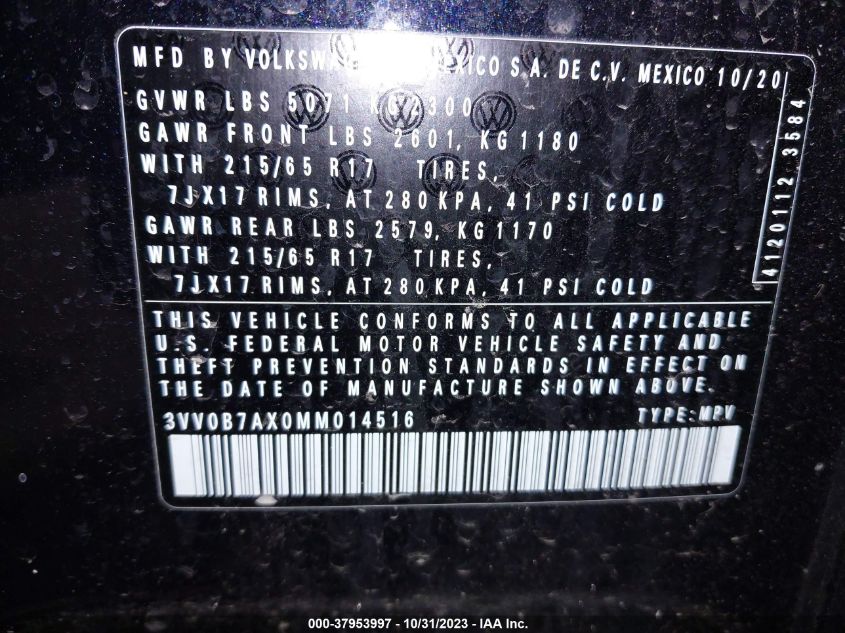 MFD BY VOLKSWAGEN MEXICO S.A. DE C.V. MEXICO 10/20
GVWR LBS 5071 KG 2300
GAWR FRONT LBS 2601, KG 1180
WITH 215/65 R17 TIRES,
7JX17 RIMS, AT 280 KPA, 41 PSI COLD
GAWR REAR LBS 2579, KG 1170
WITH 215/65 R17 TIRES,
7JX17 RIMS, AT 280 KPA, 41 PSI COLD
4120112 3584
THIS VEHICLE CONFORMS TO ALL APPLICABLE
U.S. FEDERAL MOTOR VEHICLE SAFETY AND
THEFT PREVENTION STANDARDS IN EFFECT ON
THE DATE OF MANUFACTURE SHOWN ABOVE.
3VV0B7AX0MM014516 TYPE: MPV
000-37953997 - 10/31/2023 - IAA Inc.